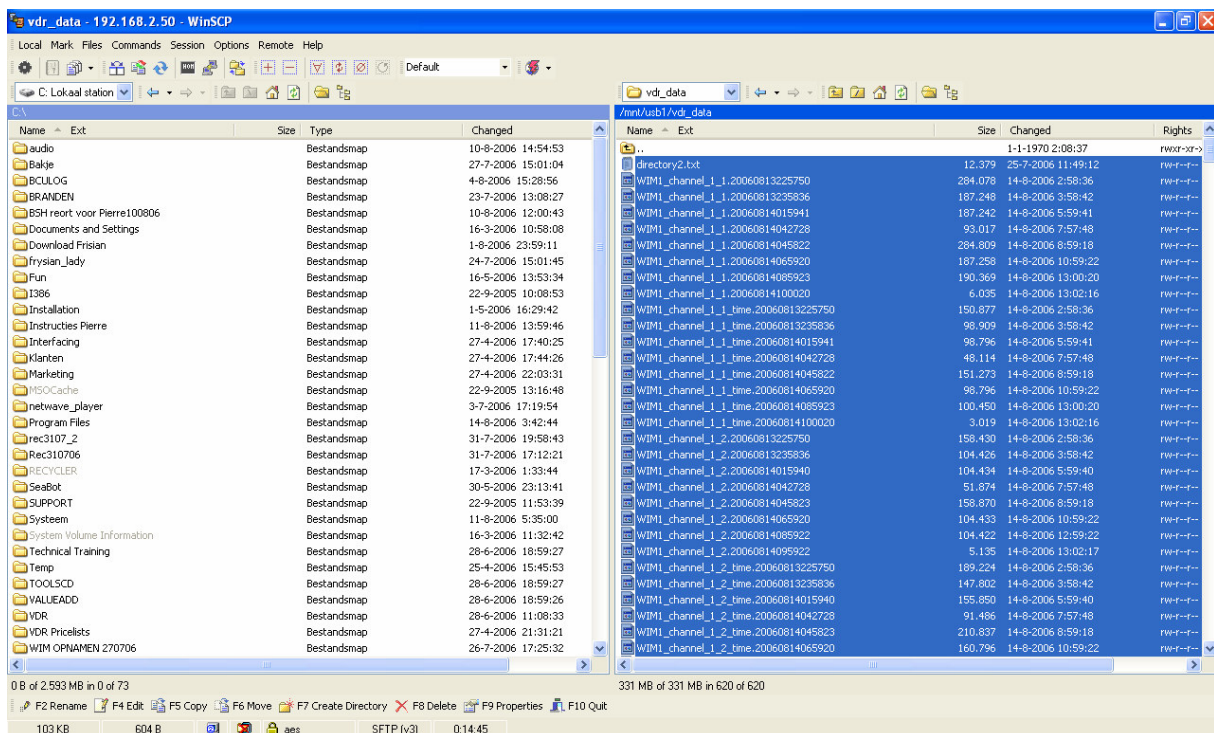 vdr_data - 192.168.2.50 - WinSCP
Local Mark Files Commands Session Options Remote Help
Default
C: Lokaal station
vdr_data
C:\
/mnt/usb1/vdr_data
Name Ext Size Type Changed
audio Bestandsmap 10-8-2006 14:54:53
Bakje Bestandsmap 27-7-2006 15:01:04
BCULOG Bestandsmap 4-8-2006 15:28:56
BRANDEN Bestandsmap 23-7-2006 13:08:27
BSH reort voor Pierre100806 Bestandsmap 10-8-2006 12:00:43
Documents and Settings Bestandsmap 16-3-2006 10:58:08
Download Frisian Bestandsmap 1-8-2006 23:59:11
frysian_lady Bestandsmap 24-7-2006 15:01:45
Fun Bestandsmap 16-5-2006 13:53:34
I386 Bestandsmap 22-9-2005 10:08:53
Installation Bestandsmap 1-5-2006 16:29:42
Instructies Pierre Bestandsmap 11-8-2006 13:59:46
Interfacing Bestandsmap 27-4-2006 17:40:25
Klanten Bestandsmap 27-4-2006 17:44:26
Marketing Bestandsmap 27-4-2006 22:03:31
MSOCache Bestandsmap 22-9-2005 13:16:48
netwave_player Bestandsmap 3-7-2006 17:19:54
Program Files Bestandsmap 14-8-2006 3:42:44
rec3107_2 Bestandsmap 31-7-2006 19:58:43
Rec310706 Bestandsmap 31-7-2006 17:12:21
RECYCLER Bestandsmap 17-3-2006 1:33:44
SeaBot Bestandsmap 30-5-2006 23:13:41
SUPPORT Bestandsmap 22-9-2005 11:53:39
Systeem Bestandsmap 11-8-2006 5:35:00
System Volume Information Bestandsmap 16-3-2006 11:32:42
Technical Training Bestandsmap 28-6-2006 18:59:27
Temp Bestandsmap 25-4-2006 15:45:53
TOOLSCD Bestandsmap 28-6-2006 18:59:27
VALUEADD Bestandsmap 28-6-2006 18:59:26
VDR Bestandsmap 28-6-2006 11:08:33
VDR Pricelists Bestandsmap 27-4-2006 21:31:21
WIM OPNAMEN 270706 Bestandsmap 26-7-2006 17:25:32
Name Ext Size Changed Rights
.. 1-1-1970 2:08:37 rwxr-xr-x
directory2.txt 12.379 25-7-2006 11:49:12 rw-r--r--
WIM1_channel_1_1.20060813225750 284.078 14-8-2006 2:58:36 rw-r--r--
WIM1_channel_1_1.20060813235836 187.248 14-8-2006 3:58:42 rw-r--r--
WIM1_channel_1_1.20060814015941 187.242 14-8-2006 5:59:41 rw-r--r--
WIM1_channel_1_1.20060814042728 93.017 14-8-2006 7:57:48 rw-r--r--
WIM1_channel_1_1.20060814045822 284.809 14-8-2006 8:59:18 rw-r--r--
WIM1_channel_1_1.20060814065920 187.258 14-8-2006 10:59:22 rw-r--r--
WIM1_channel_1_1.20060814085923 190.369 14-8-2006 13:00:20 rw-r--r--
WIM1_channel_1_1.20060814100020 6.035 14-8-2006 13:02:16 rw-r--r--
WIM1_channel_1_1_time.20060813225750 150.877 14-8-2006 2:58:36 rw-r--r--
WIM1_channel_1_1_time.20060813235836 98.909 14-8-2006 3:58:42 rw-r--r--
WIM1_channel_1_1_time.20060814015941 98.796 14-8-2006 5:59:41 rw-r--r--
WIM1_channel_1_1_time.20060814042728 48.114 14-8-2006 7:57:48 rw-r--r--
WIM1_channel_1_1_time.20060814045822 151.273 14-8-2006 8:59:18 rw-r--r--
WIM1_channel_1_1_time.20060814065920 98.796 14-8-2006 10:59:22 rw-r--r--
WIM1_channel_1_1_time.20060814085923 100.450 14-8-2006 13:00:20 rw-r--r--
WIM1_channel_1_1_time.20060814100020 3.019 14-8-2006 13:02:16 rw-r--r--
WIM1_channel_1_2.20060813225750 158.430 14-8-2006 2:58:36 rw-r--r--
WIM1_channel_1_2.20060813235836 104.426 14-8-2006 3:58:42 rw-r--r--
WIM1_channel_1_2.20060814015940 104.434 14-8-2006 5:59:40 rw-r--r--
WIM1_channel_1_2.20060814042728 51.874 14-8-2006 7:57:48 rw-r--r--
WIM1_channel_1_2.20060814045823 158.870 14-8-2006 8:59:18 rw-r--r--
WIM1_channel_1_2.20060814065920 104.433 14-8-2006 10:59:22 rw-r--r--
WIM1_channel_1_2.20060814085922 104.422 14-8-2006 12:59:22 rw-r--r--
WIM1_channel_1_2.20060814095922 5.135 14-8-2006 13:02:17 rw-r--r--
WIM1_channel_1_2_time.20060813225750 189.224 14-8-2006 2:58:36 rw-r--r--
WIM1_channel_1_2_time.20060813235836 147.802 14-8-2006 3:58:42 rw-r--r--
WIM1_channel_1_2_time.20060814015940 155.850 14-8-2006 5:59:40 rw-r--r--
WIM1_channel_1_2_time.20060814042728 91.486 14-8-2006 7:57:48 rw-r--r--
WIM1_channel_1_2_time.20060814045823 210.837 14-8-2006 8:59:18 rw-r--r--
WIM1_channel_1_2_time.20060814065920 160.796 14-8-2006 10:59:22 rw-r--r--
0 B of 2.593 MB in 0 of 73
331 MB of 331 MB in 620 of 620
F2 Rename F4 Edit F5 Copy F6 Move F7 Create Directory F8 Delete F9 Properties F10 Quit
103 KB 604 B aes SFTP (v3) 0:14:45